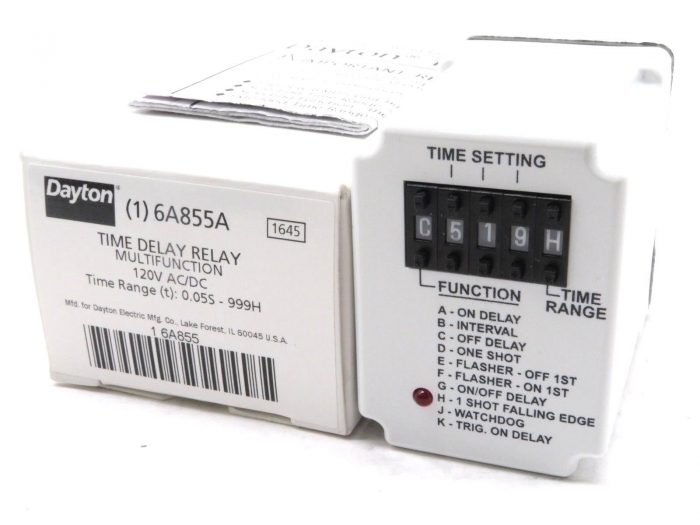 Dayton
IMPORTANT
Dayton®
(1) 6A855A
1645
TIME DELAY RELAY
MULTIFUNCTION
120V AC/DC
Time Range (t): 0.05S - 999H
Mfd. for Dayton Electric Mfg. Co., Lake Forest, IL 60045 U.S.A.
1 6A855
TIME SETTING
C 5 1 9 H
FUNCTION
TIME
RANGE
A - ON DELAY
B - INTERVAL
C - OFF DELAY
D - ONE SHOT
E - FLASHER - OFF 1ST
F - FLASHER - ON 1ST
G - ON/OFF DELAY
H - 1 SHOT FALLING EDGE
J - WATCHDOG
K - TRIG. ON DELAY